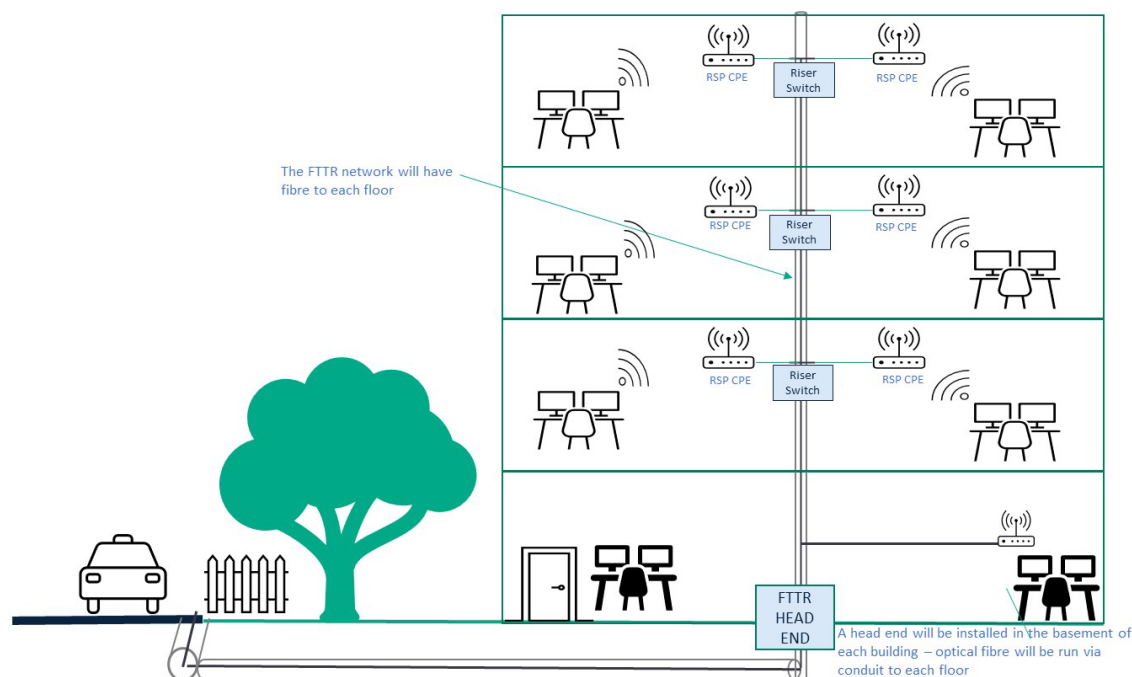 RSP CPE
Riser
Switch
RSP CPE
The FTTR network will have
fibre to each floor
RSP CPE
Riser
Switch
RSP CPE
RSP CPE
Riser
Switch
RSP CPE
FTTR
HEAD
END
A head end will be installed in the basement of
each building – optical fibre will be run via
conduit to each floor